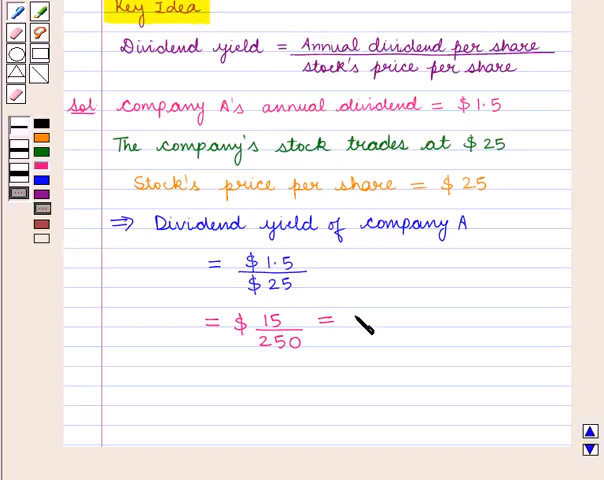 Key Idea
Dividend yield = Annual dividend per share / stock's price per share
Sol Company A's annual dividend = $1.5
The company's stock trades at $25
Stock's price per share = $25
⇒ Dividend yield of company A
= $1.5 / $25
= $ 15 / 250 =